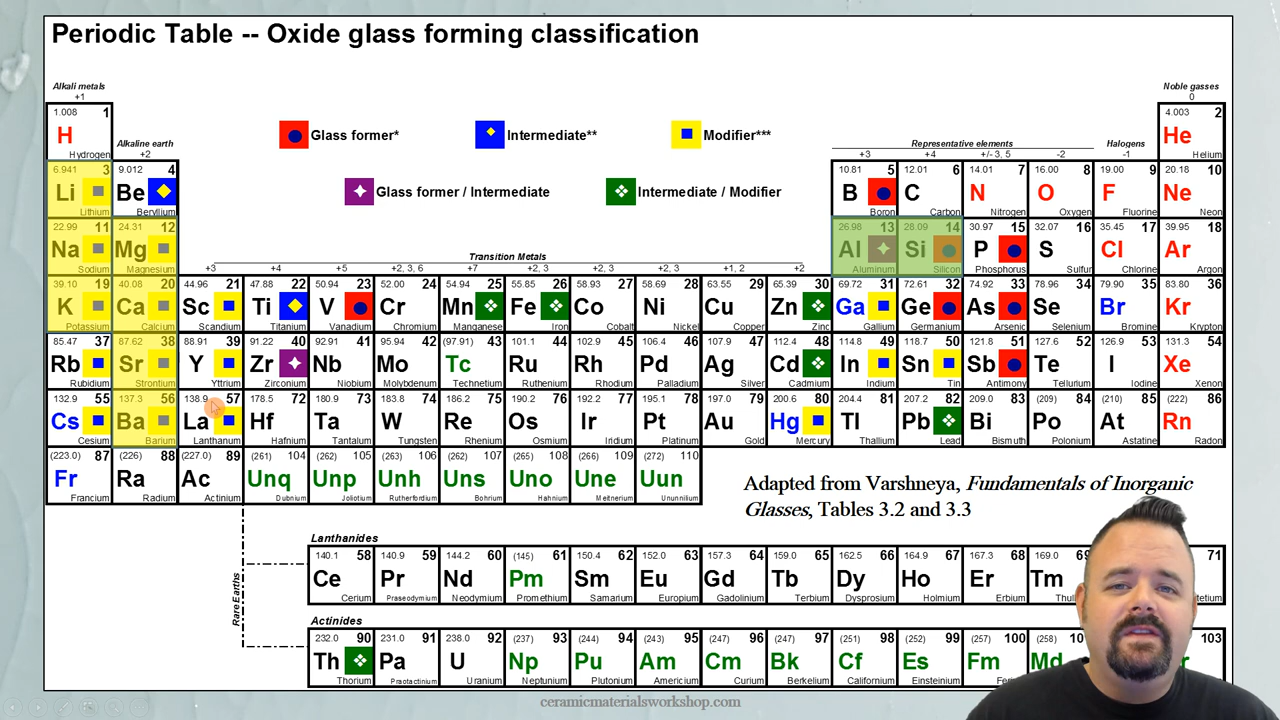 Periodic Table -- Oxide glass forming classification
Alkali metals
+1
Noble gasses
0
1.008 1
H
Hydrogen
4.003 2
He
Helium
Glass former*
Intermediate**
Modifier***
Glass former / Intermediate
Intermediate / Modifier
Alkaline earth
+2
Representative elements
+3 +4 +/- 3, 5 -2
Halogens
-1
6.941 3 9.012 4 10.81 5 12.01 6 14.01 7 16.00 8 19.00 9 20.18 10
Li Be B C N O F Ne
Lithium Beryllium Boron Carbon Nitrogen Oxygen Fluorine Neon
22.99 11 24.31 12 26.98 13 28.09 14 30.97 15 32.07 16 35.45 17 39.95 18
Na Mg Al Si P S Cl Ar
Sodium Magnesium Aluminum Silicon Phosphorus Sulfur Chlorine Argon
Transition Metals
+3 +4 +5 +2, 3, 6 +7 +2, 3 +2, 3 +2, 3 +1, 2 +2
39.10 19 40.08 20 44.96 21 47.88 22 50.94 23 52.00 24 54.94 25 55.85 26 58.93 27 58.69 28 63.55 29 65.39 30 69.72 31 72.61 32 74.92 33 78.96 34 79.90 35 83.80 36
K Ca Sc Ti V Cr Mn Fe Co Ni Cu Zn Ga Ge As Se Br Kr
Potassium Calcium Scandium Titanium Vanadium Chromium Manganese Iron Cobalt Nickel Copper Zinc Gallium Germanium Arsenic Selenium Bromine Krypton
85.47 37 87.62 38 88.91 39 91.22 40 92.91 41 95.94 42 (97.91) 43 101.1 44 102.9 45 106.4 46 107.9 47 112.4 48 114.8 49 118.7 50 121.8 51 127.6 52 126.9 53 131.3 54
Rb Sr Y Zr Nb Mo Tc Ru Rh Pd Ag Cd In Sn Sb Te I Xe
Rubidium Strontium Yttrium Zirconium Niobium Molybdenum Technetium Ruthenium Rhodium Palladium Silver Cadmium Indium Tin Antimony Tellurium Iodine Xenon
132.9 55 137.3 56 138.9 57 178.5 72 180.9 73 183.8 74 186.2 75 190.2 76 192.2 77 195.1 78 197.0 79 200.6 80 204.4 81 207.2 82 209.0 83 (209) 84 (210) 85 (222) 86
Cs Ba La Hf Ta W Re Os Ir Pt Au Hg Tl Pb Bi Po At Rn
Cesium Barium Lanthanum Hafnium Tantalum Tungsten Rhenium Osmium Iridium Platinum Gold Mercury Thallium Lead Bismuth Polonium Astatine Radon
(223.0) 87 (226) 88 (227.0) 89 (261) 104 (262) 105 (263) 106 (262) 107 (265) 108 (266) 109 (272) 110
Fr Ra Ac Unq Unp Unh Uns Uno Une Uun
Francium Radium Actinium Dubnium Joliotium Rutherfordium Bohrium Hahnium Meitnerium Ununnilium
Adapted from Varshneya, Fundamentals of Inorganic
Glasses, Tables 3.2 and 3.3
Rare Earths
Lanthanides
140.1 58 140.9 59 144.2 60 (145) 61 150.4 62 152.0 63 157.3 64 159.0 65 162.5 66 164.9 67 167.3 68 169.0 71
Ce Pr Nd Pm Sm Eu Gd Tb Dy Ho Er Tm
Cerium Praseodymium Neodymium Promethium Samarium Europium Gadolinium Terbium Dysprosium Holmium Erbium
Actinides
232.0 90 231.0 91 238.0 92 (237) 93 (244) 94 (243) 95 (247) 96 (247) 97 (251) 98 (252) 99 (257) 100 (258) 103
Th Pa U Np Pu Am Cm Bk Cf Es Fm Md
Thorium Uranium Neptunium Plutonium Americium Curium Berkelium Californium Einsteinium
ceramicmaterialsworkshop.com